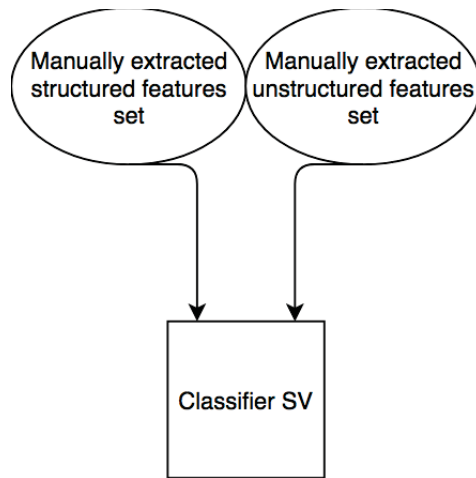 Manually extracted
structured features
set
Manually extracted
unstructured features
set
Classifier SV